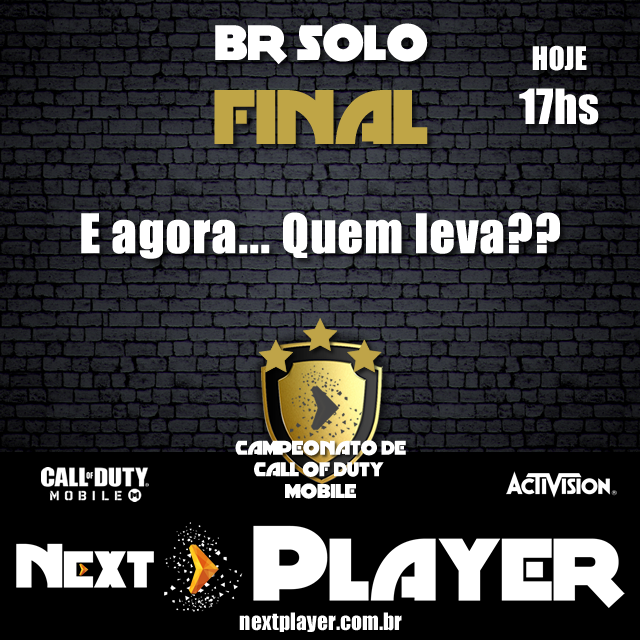 BR SOLO
FINAL
HOJE
17hs
E agora... Quem leva??
CAMPEONATO DE
CALL OF DUTY
MOBILE
CALL OF DUTY®
MOBILE
ACTIVISION®
NEXT PLAYER
nextplayer.com.br